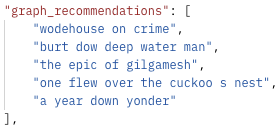 "graph_recommendations": [
"wodehouse on crime",
"burt dow deep water man",
"the epic of gilgamesh",
"one flew over the cuckoo s nest",
"a year down yonder"
],